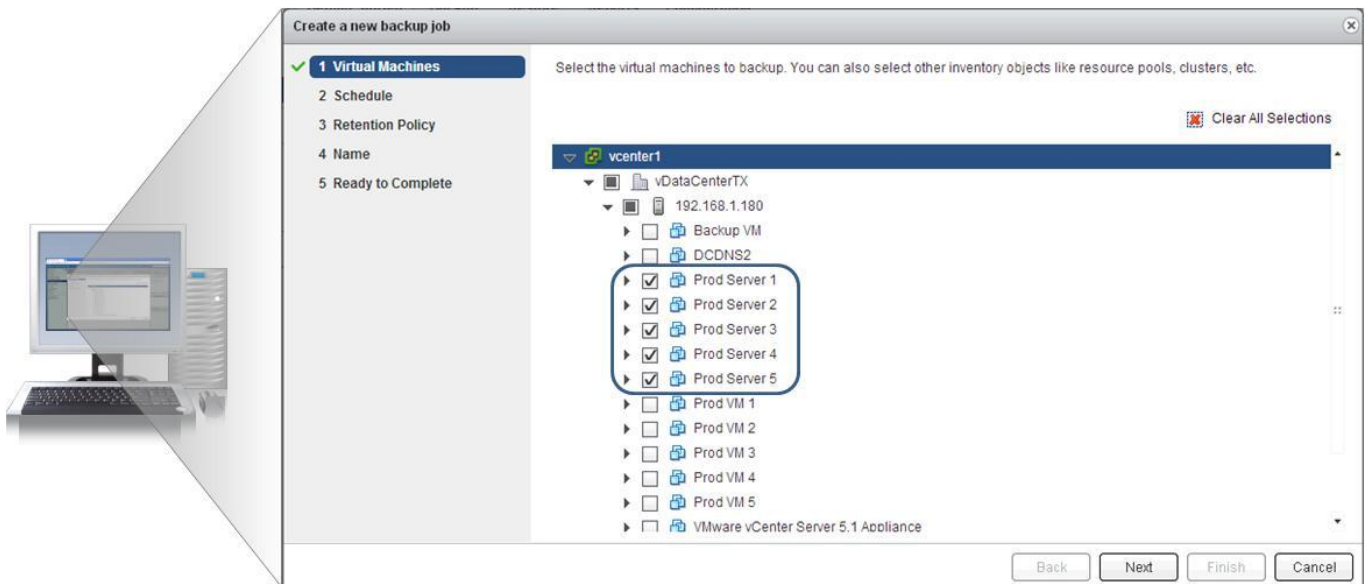 Create a new backup job
1 Virtual Machines
2 Schedule
3 Retention Policy
4 Name
5 Ready to Complete
Select the virtual machines to backup. You can also select other inventory objects like resource pools, clusters, etc.
Clear All Selections
vcenter1
vDataCenterTX
192.168.1.180
Backup VM
DCDNS2
Prod Server 1
Prod Server 2
Prod Server 3
Prod Server 4
Prod Server 5
Prod VM 1
Prod VM 2
Prod VM 3
Prod VM 4
Prod VM 5
VMware vCenter Server 5.1 Appliance
Back Next Finish Cancel